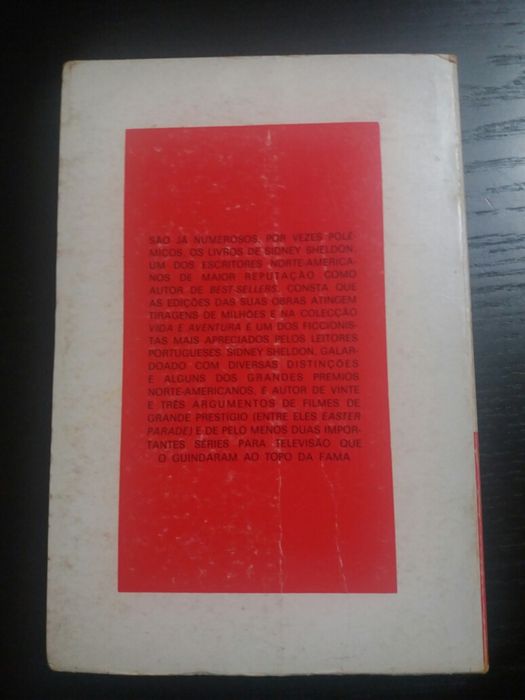 SÃO JÁ NUMEROSOS, POR VEZES POLÉ-
MICOS, OS LIVROS DE SIDNEY SHELDON,
UM DOS ESCRITORES NORTE-AMERICA-
NOS DE MAIOR REPUTAÇÃO COMO
AUTOR DE BEST-SELLERS. CONSTA QUE
AS EDIÇÕES DAS SUAS OBRAS ATINGEM
TIRAGENS DE MILHÕES E NA COLECÇÃO
VIDA E AVENTURA É UM DOS FICCIONIS-
TAS MAIS APRECIADOS PELOS LEITORES
PORTUGUESES. SIDNEY SHELDON, GALAR-
DOADO COM DIVERSAS DISTINÇÕES
E ALGUNS DOS GRANDES PRÉMIOS
NORTE-AMERICANOS, É AUTOR DE VINTE
E TRÊS ARGUMENTOS DE FILMES DE
GRANDE PRESTÍGIO (ENTRE ELES EASTER
PARADE) E DE PELO MENOS DUAS IMPOR-
TANTES SÉRIES PARA TELEVISÃO QUE
O GUINDARAM AO TOPO DA FAMA